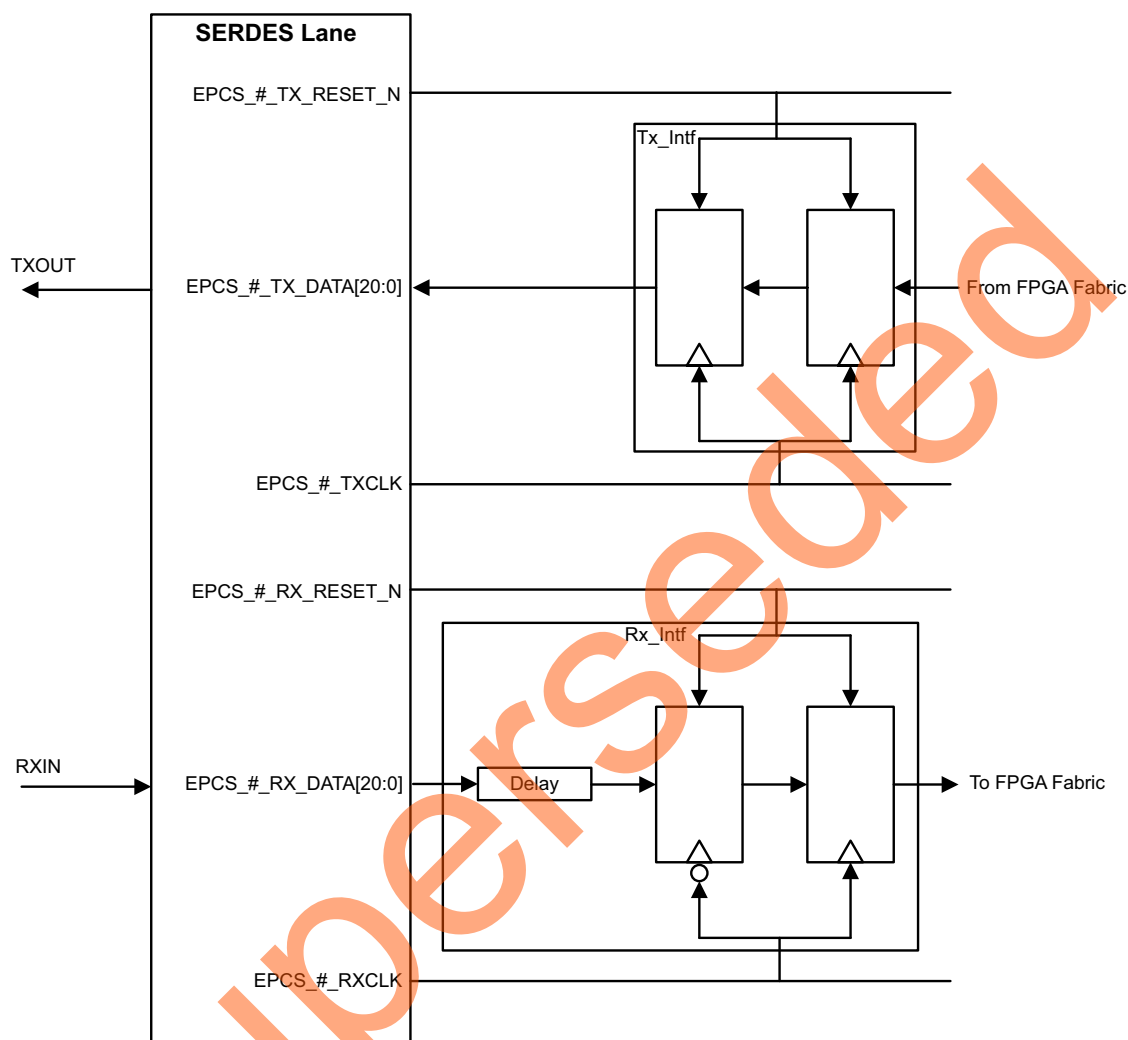 SERDES Lane
EPCS_#_TX_RESET_N
Tx_Intf
TXOUT
EPCS_#_TX_DATA[20:0]
From FPGA Fabric
EPCS_#_TXCLK
EPCS_#_RX_RESET_N
Rx_Intf
RXIN
EPCS_#_RX_DATA[20:0]
Delay
To FPGA Fabric
EPCS_#_RXCLK
uperseded